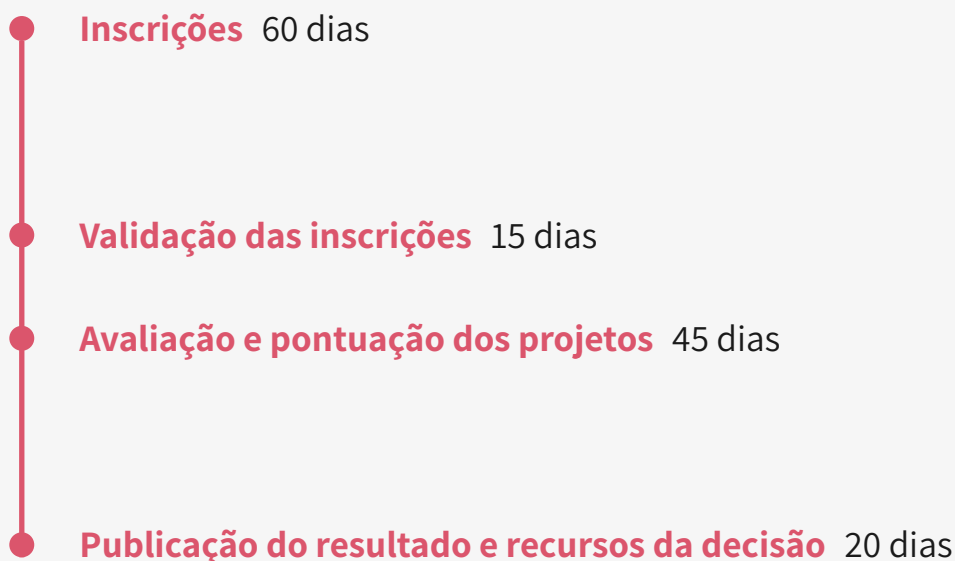 Inscrições 60 dias
Validação das inscrições 15 dias
Avaliação e pontuação dos projetos 45 dias
Publicação do resultado e recursos da decisão 20 dias